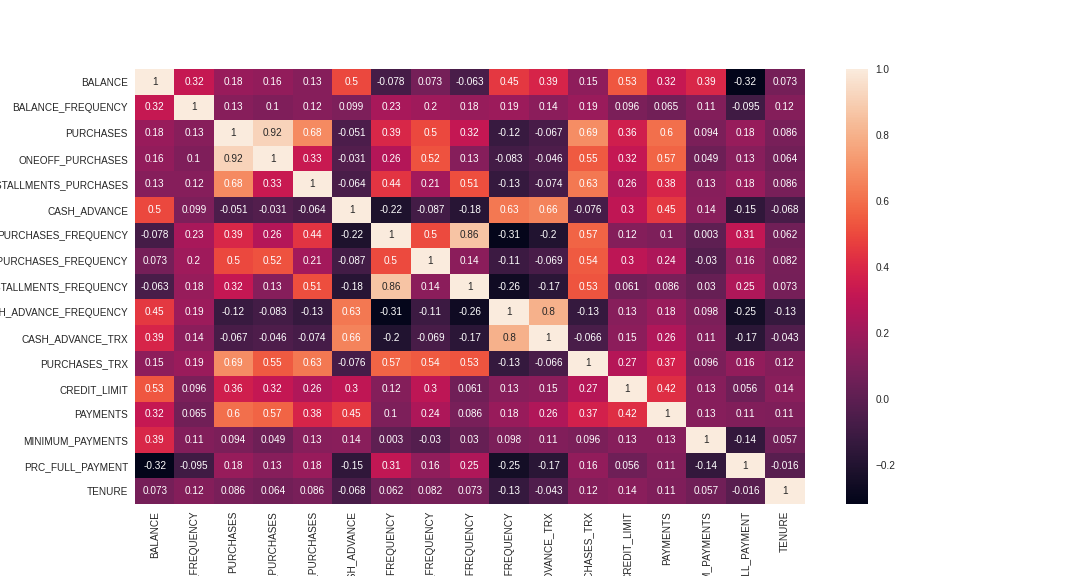 BALANCE 1 0.32 0.18 0.16 0.13 0.5 -0.078 0.073 -0.063 0.45 0.39 0.15 0.53 0.32 0.39 -0.32 0.073
BALANCE_FREQUENCY 0.32 1 0.13 0.1 0.12 0.099 0.23 0.2 0.18 0.19 0.14 0.19 0.096 0.065 0.11 -0.095 0.12
PURCHASES 0.18 0.13 1 0.92 0.68 -0.051 0.39 0.5 0.32 -0.12 -0.067 0.69 0.36 0.6 0.094 0.18 0.086
ONEOFF_PURCHASES 0.16 0.1 0.92 1 0.33 -0.031 0.26 0.52 0.13 -0.083 -0.046 0.55 0.32 0.57 0.049 0.13 0.064
STALLMENTS_PURCHASES 0.13 0.12 0.68 0.33 1 -0.064 0.44 0.21 0.51 -0.13 -0.074 0.63 0.26 0.38 0.13 0.18 0.086
CASH_ADVANCE 0.5 0.099 -0.051 -0.031 -0.064 1 -0.22 -0.087 -0.18 0.63 0.66 -0.076 0.3 0.45 0.14 -0.15 -0.068
PURCHASES_FREQUENCY -0.078 0.23 0.39 0.26 0.44 -0.22 1 0.5 0.86 -0.31 -0.2 0.57 0.12 0.1 0.003 0.31 0.062
PURCHASES_FREQUENCY 0.073 0.2 0.5 0.52 0.21 -0.087 0.5 1 0.14 -0.11 -0.069 0.54 0.3 0.24 -0.03 0.16 0.082
TALLMENTS_FREQUENCY -0.063 0.18 0.32 0.13 0.51 -0.18 0.86 0.14 1 -0.26 -0.17 0.53 0.061 0.086 0.03 0.25 0.073
H_ADVANCE_FREQUENCY 0.45 0.19 -0.12 -0.083 -0.13 0.63 -0.31 -0.11 -0.26 1 0.8 -0.13 0.13 0.18 0.098 -0.25 -0.13
CASH_ADVANCE_TRX 0.39 0.14 -0.067 -0.046 -0.074 0.66 -0.2 -0.069 -0.17 0.8 1 -0.066 0.15 0.26 0.11 -0.17 -0.043
PURCHASES_TRX 0.15 0.19 0.69 0.55 0.63 -0.076 0.57 0.54 0.53 -0.13 -0.066 1 0.27 0.37 0.096 0.16 0.12
CREDIT_LIMIT 0.53 0.096 0.36 0.32 0.26 0.3 0.12 0.3 0.061 0.13 0.15 0.27 1 0.42 0.13 0.056 0.14
PAYMENTS 0.32 0.065 0.6 0.57 0.38 0.45 0.1 0.24 0.086 0.18 0.26 0.37 0.42 1 0.13 0.11 0.11
MINIMUM_PAYMENTS 0.39 0.11 0.094 0.049 0.13 0.14 0.003 -0.03 0.03 0.098 0.11 0.096 0.13 0.13 1 -0.14 0.057
PRC_FULL_PAYMENT -0.32 -0.095 0.18 0.13 0.18 -0.15 0.31 0.16 0.25 -0.25 -0.17 0.16 0.056 0.11 -0.14 1 -0.016
TENURE 0.073 0.12 0.086 0.064 0.086 -0.068 0.062 0.082 0.073 -0.13 -0.043 0.12 0.14 0.11 0.057 -0.016 1
BALANCE
FREQUENCY
PURCHASES
PURCHASES
PURCHASES
SH_ADVANCE
FREQUENCY
FREQUENCY
FREQUENCY
FREQUENCY
DVANCE_TRX
CHASES_TRX
CREDIT_LIMIT
PAYMENTS
M_PAYMENTS
LL_PAYMENT
TENURE
1.0
0.8
0.6
0.4
0.2
0.0
−0.2